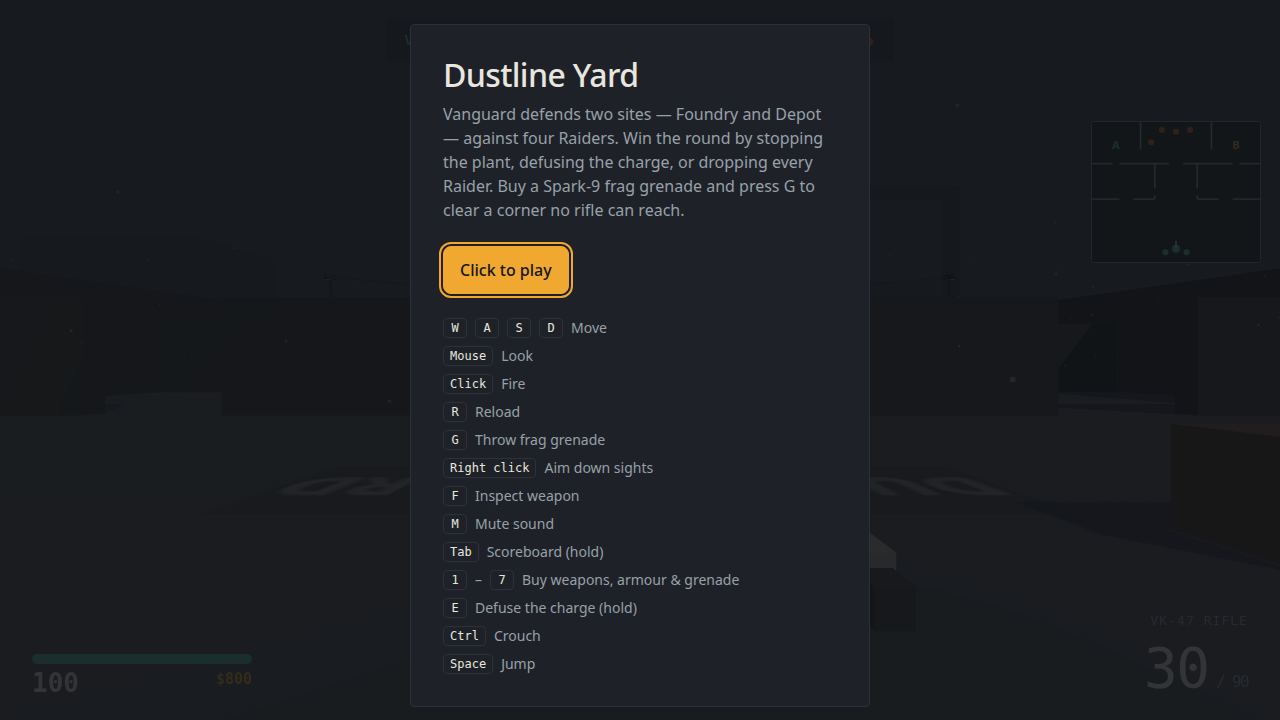 Dustline Yard
Vanguard defends two sites — Foundry and Depot
— against four Raiders. Win the round by stopping
the plant, defusing the charge, or dropping every
Raider. Buy a Spark-9 frag grenade and press G to
clear a corner no rifle can reach.
A B
Click to play
W A S D Move
Mouse Look
Click Fire
R Reload
G Throw frag grenade
Right click Aim down sights
F Inspect weapon
M Mute sound
Tab Scoreboard (hold)
1 – 7 Buy weapons, armour & grenade
E Defuse the charge (hold)
Ctrl Crouch
Space Jump
100 $800
VK-47 RIFLE
30 / 90